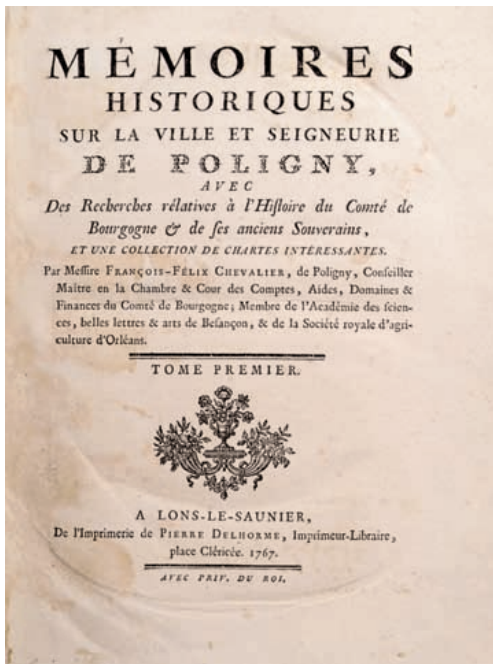 MÉMOIRES
HISTORIQUES
SUR LA VILLE ET SEIGNEURIE
DE POLIGNY,
AVEC
Des Recherches rélatives à l'Hiſtoire du Comté de
Bourgogne & de ſes anciens Souverains,
ET UNE COLLECTION DE CHARTES INTÉRESSANTES.
Par Meſſire FRANÇOIS-FÉLIX CHEVALIER, de Poligny, Conſeiller
Maître en la Chambre & Cour des Comptes, Aides, Domaines &
Finances du Comté de Bourgogne; Membre de l'Académie des ſcien-
ces, belles lettres & arts de Beſançon, & de la Société royale d'agri-
culture d'Orléans.
TOME PREMIER.
A LONS-LE-SAUNIER,
De l'Imprimerie de PIERRE DELHORME, Imprimeur-Libraire,
place Cléricée. 1767.
AVEC PRIV. DU ROI.